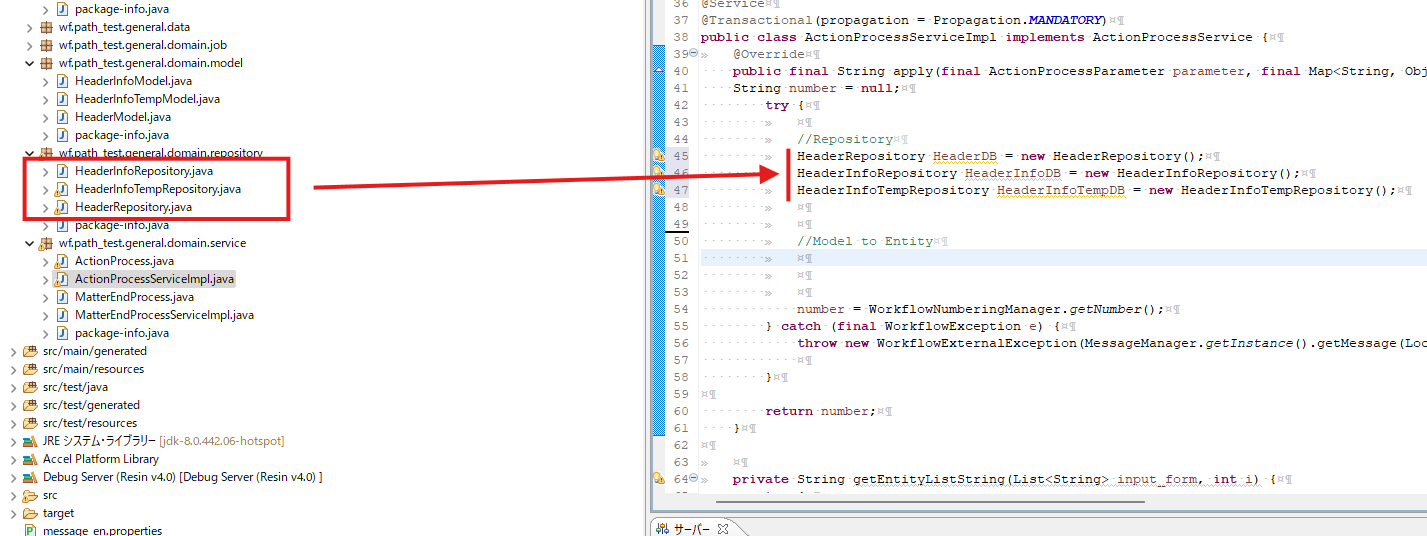 package-info.java
wf.path_test.general.data
wf.path_test.general.domain.job
wf.path_test.general.domain.model
HeaderInfoModel.java
HeaderInfoTempModel.java
HeaderModel.java
package-info.java
wf.path_test.general.domain.repository
HeaderInfoRepository.java
HeaderInfoTempRepository.java
HeaderRepository.java
package-info.java
wf.path_test.general.domain.service
ActionProcess.java
ActionProcessServiceImpl.java
MatterEndProcess.java
MatterEndProcessServiceImpl.java
package-info.java
src/main/generated
src/main/resources
src/test/java
src/test/generated
src/test/resources
JRE システム・ライブラリー [jdk-8.0.442.06-hotspot]
Accel Platform Library
Debug Server (Resin v4.0) [Debug Server (Resin v4.0) ]
src
target
message_en.properties
36 @Service
37 @Transactional(propagation = Propagation.MANDATORY)
38 public class ActionProcessServiceImpl implements ActionProcessService {
39 @Override
40 public final String apply(final ActionProcessParameter parameter, final Map<String, Obj
41 String number = null;
42 try {
43
44 //Repository
45 HeaderRepository HeaderDB = new HeaderRepository();
46 HeaderInfoRepository HeaderInfoDB = new HeaderInfoRepository();
47 HeaderInfoTempRepository HeaderInfoTempDB = new HeaderInfoTempRepository();
48
49
50 //Model to Entity
51
52
53
54 number = WorkflowNumberingManager.getNumber();
55 } catch (final WorkflowException e) {
56 throw new WorkflowExternalException(MessageManager.getInstance().getMessage(Loc
57
58 }
59
60 return number;
61 }
62
63
64 private String getEntityListString(List<String> input_form, int i) {
サーバー